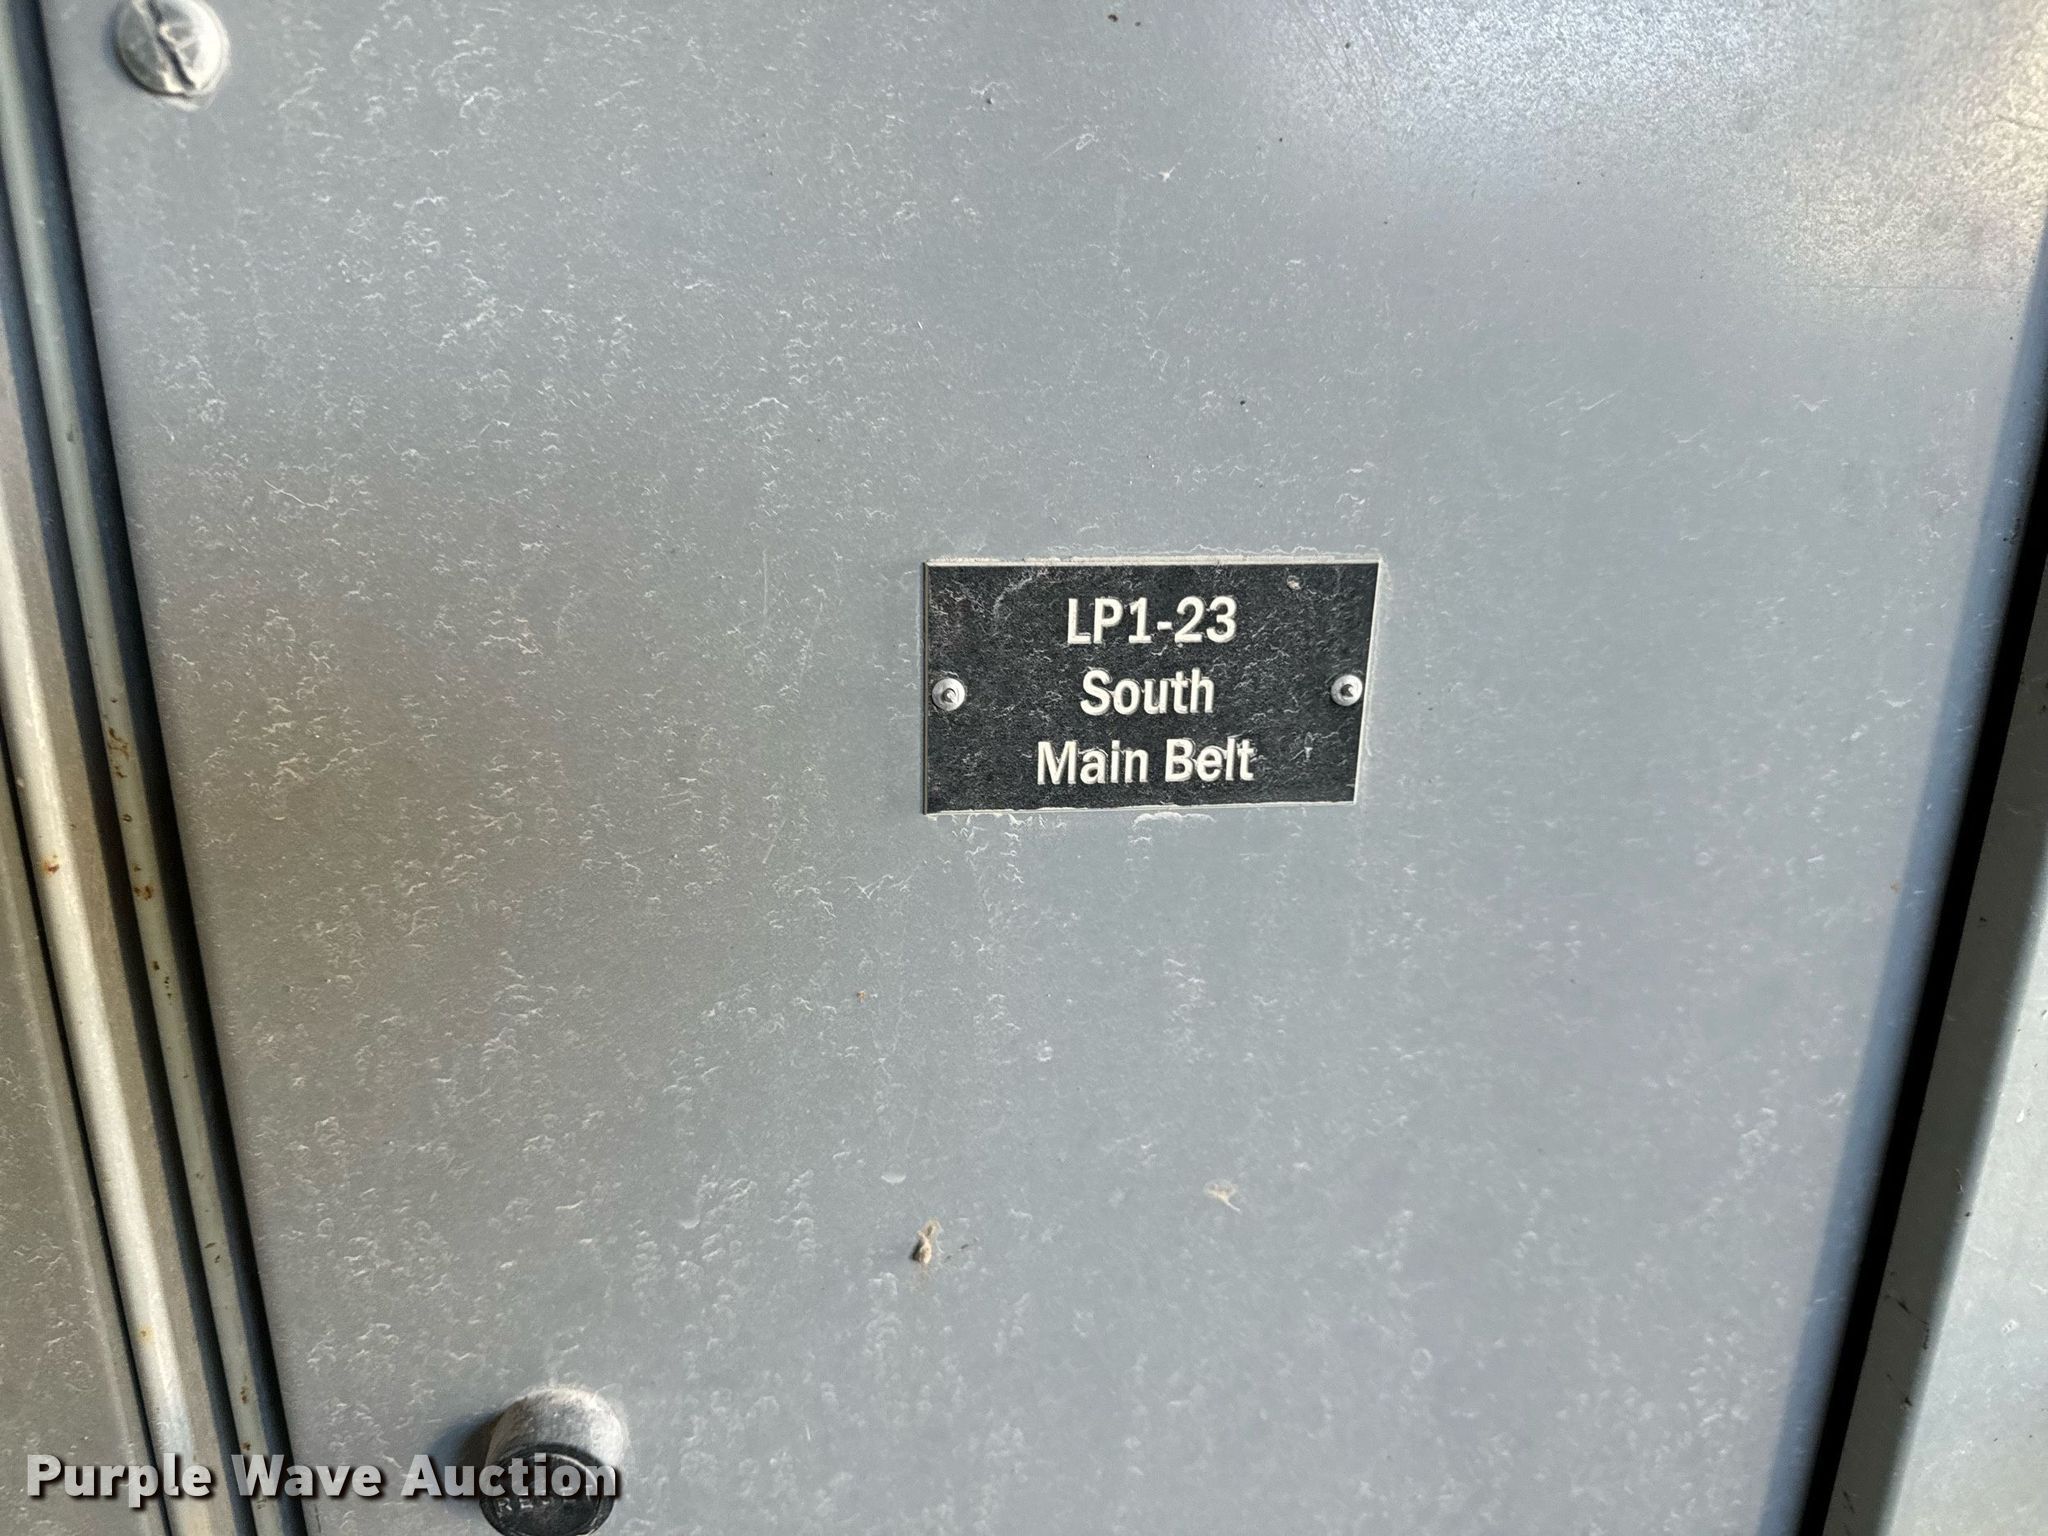 LP1-23
South
Main Belt
Purple Wave Auction